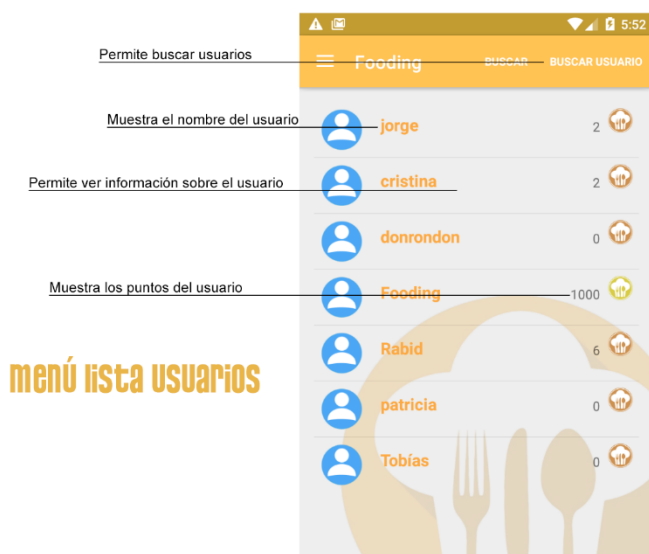 5:52
Permite buscar usuarios
Fooding BUSCAR BUSCAR USUARIO
Muestra el nombre del usuario
jorge 2
Permite ver información sobre el usuario
cristina 2
donrondon 0
Muestra los puntos del usuario
Fooding 1000
menú lista usuarios
Rabid 6
patricia 0
Tobías 0